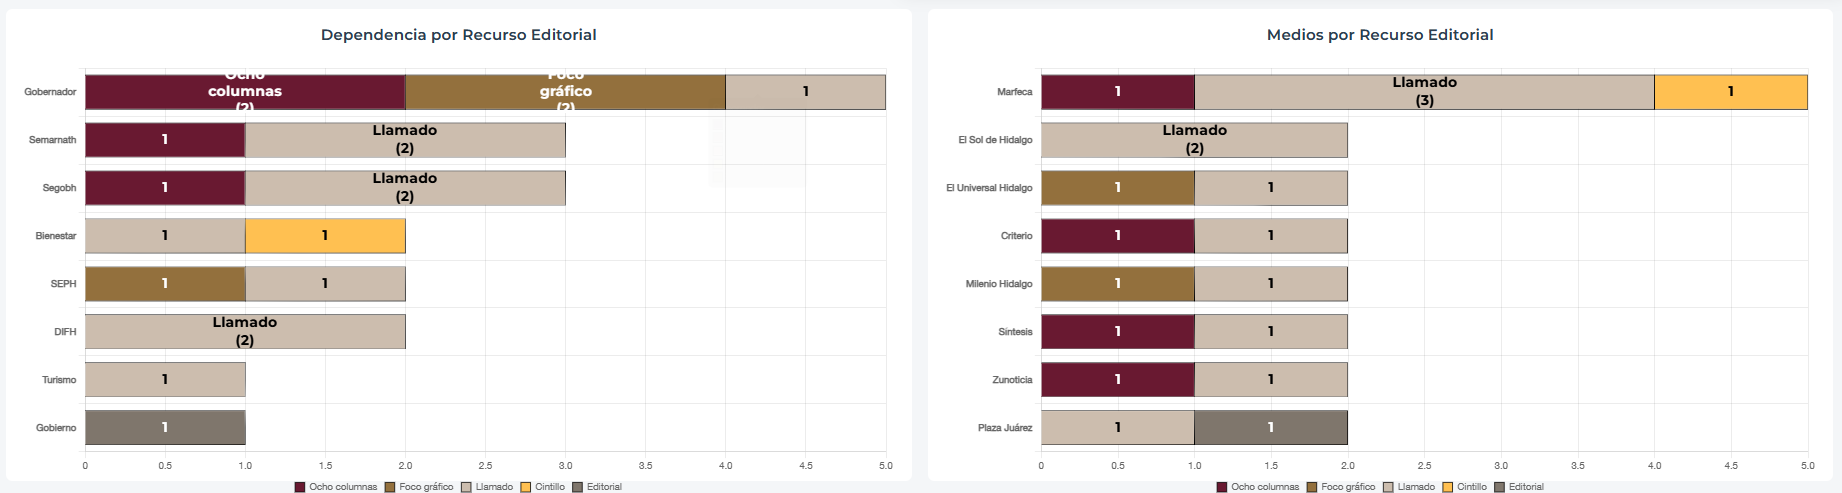 Dependencia por Recurso Editorial
Gobernador
Ocho
columnas
(2)
Foco
gráfico
(2)
1
Semarnath
1
Llamado
(2)
Segobh
1
Llamado
(2)
Bienestar
1
1
SEPH
1
1
DIFH
Llamado
(2)
Turismo
1
Gobierno
1
0 0.5 1.0 1.5 2.0 2.5 3.0 3.5 4.0 4.5 5.0
Ocho columnas Foco gráfico Llamado Cintillo Editorial
Medios por Recurso Editorial
Marfeca
1
Llamado
(3)
1
El Sol de Hidalgo
Llamado
(2)
El Universal Hidalgo
1
1
Criterio
1
1
Milenio Hidalgo
1
1
Síntesis
1
1
Zunoticia
1
1
Plaza Juárez
1
1
0 0.5 1.0 1.5 2.0 2.5 3.0 3.5 4.0 4.5 5.0
Ocho columnas Foco gráfico Llamado Cintillo Editorial